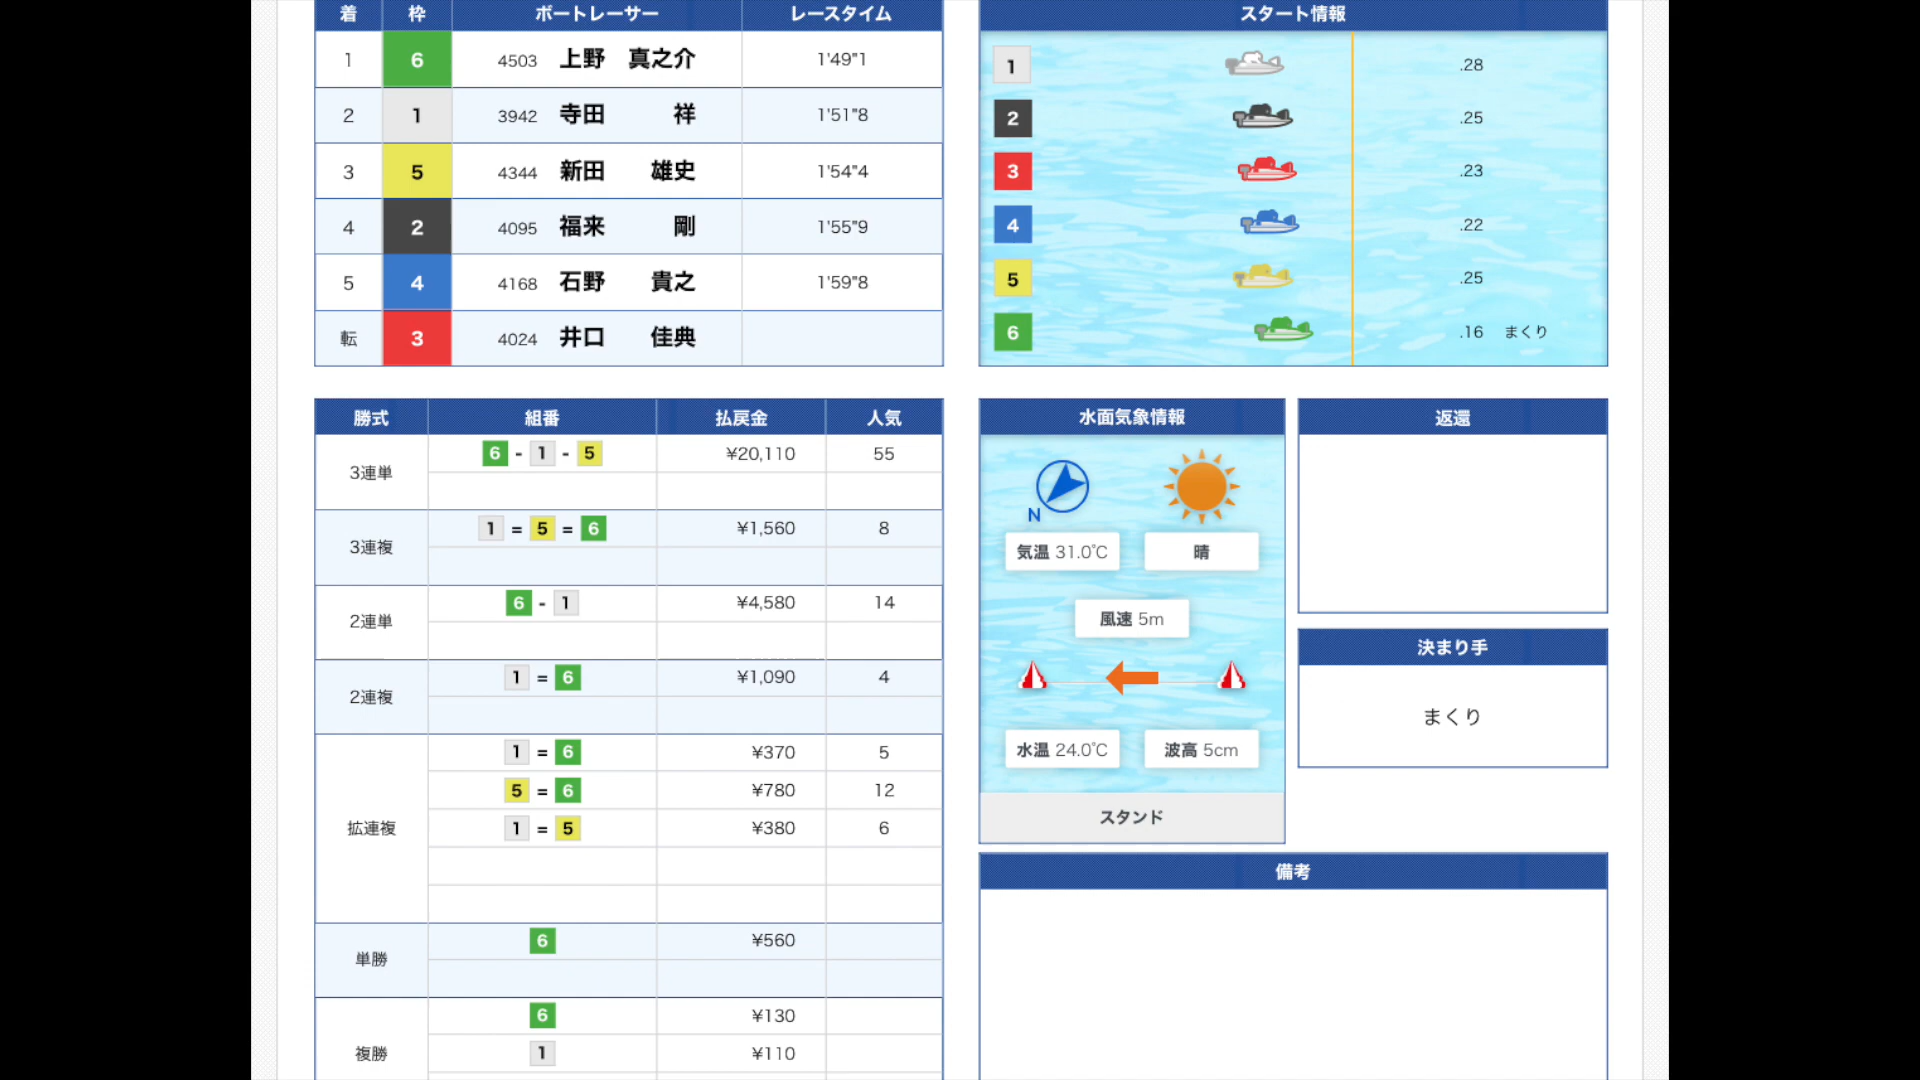 着 枠 ボートレーサー レースタイム
1 6 4503 上野 真之介 1'49"1
2 1 3942 寺田 祥 1'51"8
3 5 4344 新田 雄史 1'54"4
4 2 4095 福来 剛 1'55"9
5 4 4168 石野 貴之 1'59"8
転 3 4024 井口 佳典
スタート情報
1 .28
2 .25
3 .23
4 .22
5 .25
6 .16 まくり
勝式 組番 払戻金 人気
3連単 6 - 1 - 5 ¥20,110 55
3連複 1 = 5 = 6 ¥1,560 8
2連単 6 - 1 ¥4,580 14
2連複 1 = 6 ¥1,090 4
拡連複 1 = 6 ¥370 5
5 = 6 ¥780 12
1 = 5 ¥380 6
単勝 6 ¥560
複勝 6 ¥130
1 ¥110
水面気象情報
N
気温 31.0℃ 晴
風速 5m
水温 24.0℃ 波高 5cm
スタンド
返還
決まり手
まくり
備考